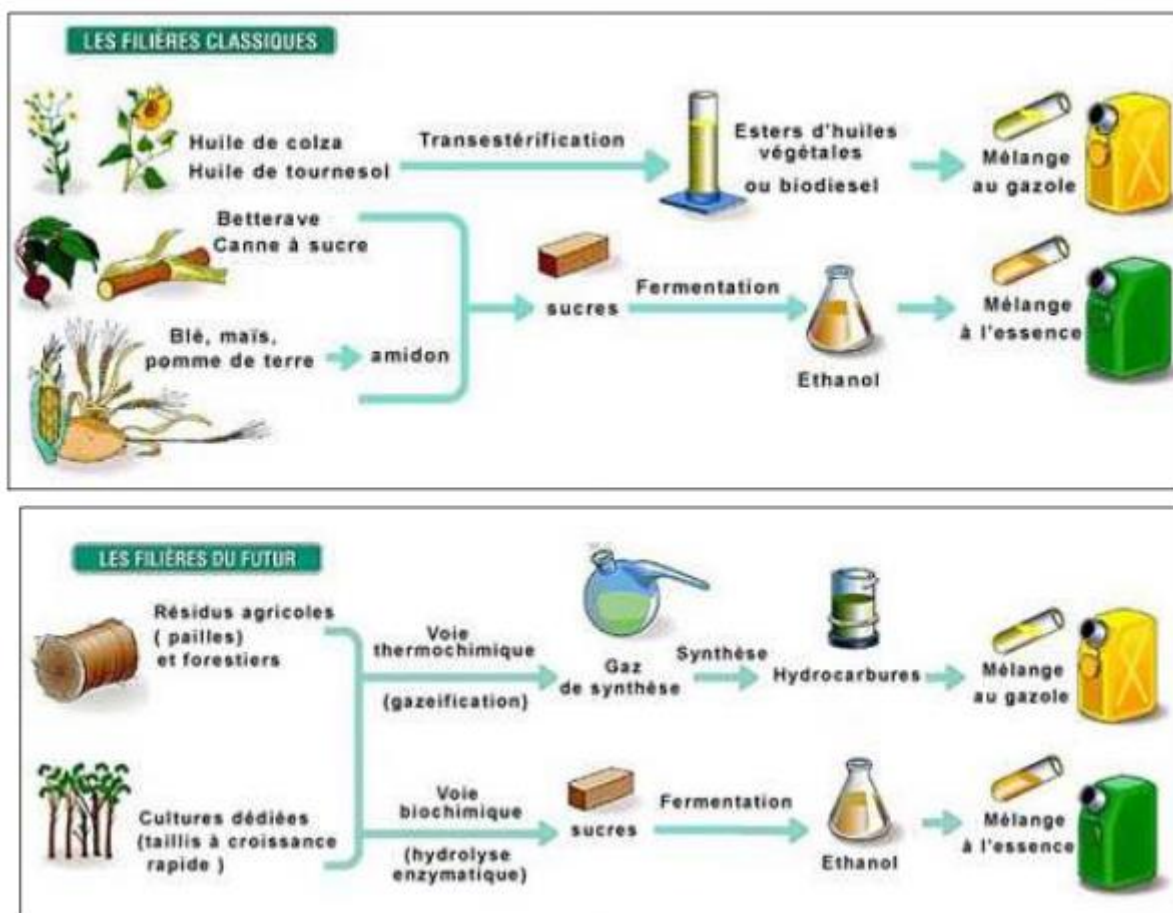 LES FILIÈRES CLASSIQUES
Huile de colza
Huile de tournesol
Transestérification
Esters d'huiles
végétales
ou biodiesel
Mélange
au gazole
Betterave
Canne à sucre
Blé, maïs,
pomme de terre
amidon
sucres
Fermentation
Ethanol
Mélange
à l'essence
LES FILIÈRES DU FUTUR
Résidus agricoles
( pailles)
et forestiers
Voie
thermochimique
(gazeification)
Gaz
de synthèse
Synthèse
Hydrocarbures
Mélange
au gazole
Cultures dédiées
(taillis à croissance
rapide )
Voie
biochimique
(hydrolyse
enzymatique)
sucres
Fermentation
Ethanol
Mélange
à l'essence